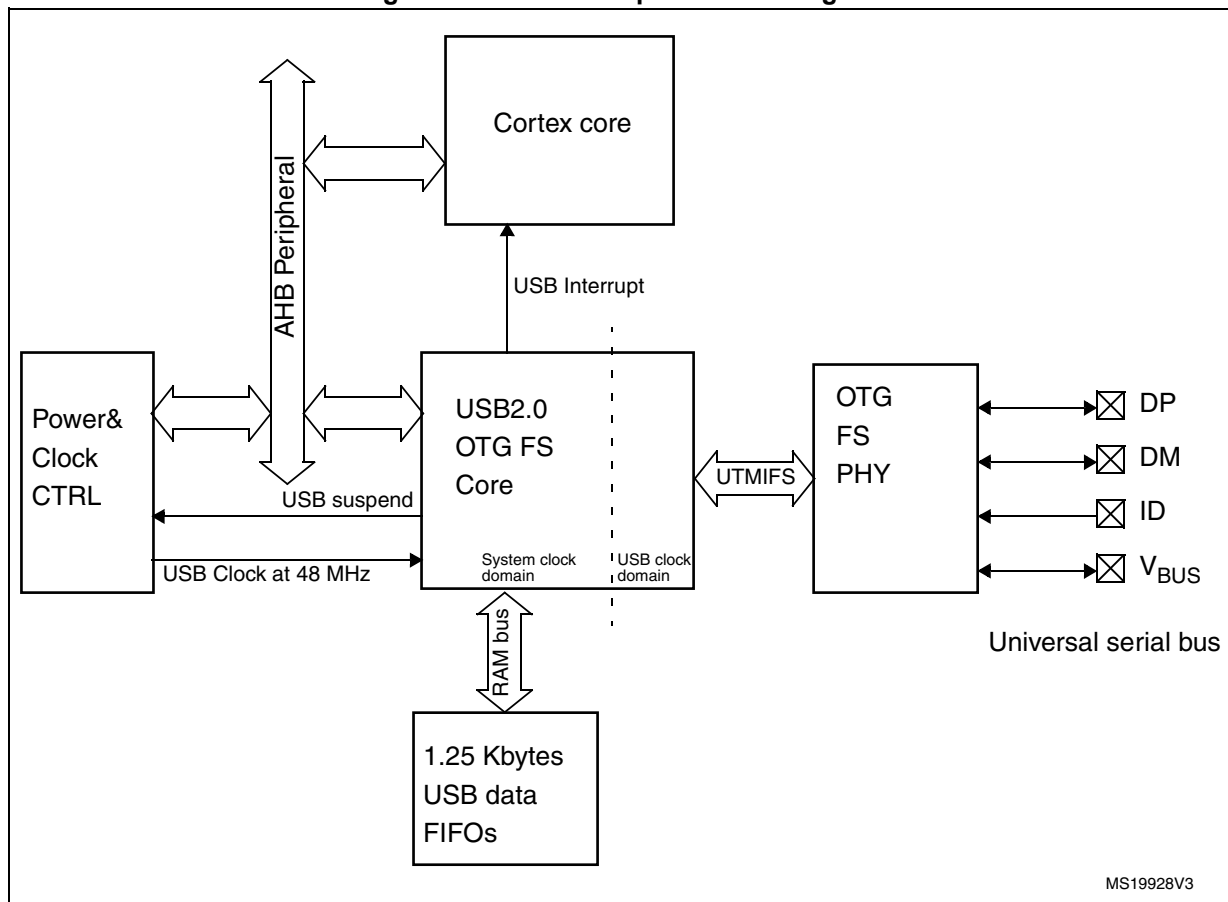 Cortex core
AHB Peripheral
USB Interrupt
Power&
Clock
CTRL
USB2.0
OTG FS
Core
OTG
FS
PHY
DP
DM
ID
VBUS
UTMIFS
USB suspend
USB Clock at 48 MHz
System clock
domain
USB clock
domain
Universal serial bus
RAM bus
1.25 Kbytes
USB data
FIFOs
MS19928V3